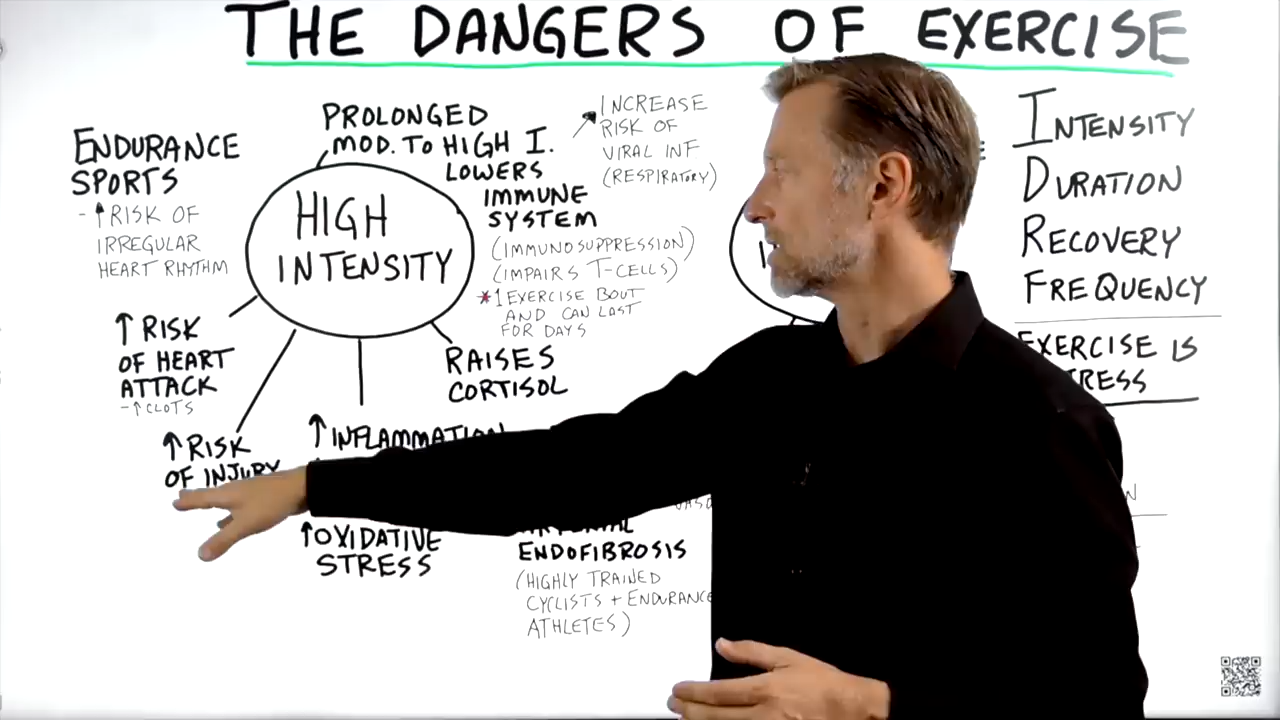 THE DANGERS OF EXERCISE
ENDURANCE
SPORTS
-↑RISK OF
IRREGULAR
HEART RHYTHM
PROLONGED
MOD. TO HIGH I.
LOWERS
IMMUNE
SYSTEM
(IMMUNOSUPPRESSION)
(IMPAIRS T-CELLS)
*1 EXERCISE BOUT
AND CAN LAST
FOR DAYS
INCREASE
RISK OF
VIRAL INF
(RESPIRATORY)
HIGH
INTENSITY
↑RISK
OF HEART
ATTACK
-↑CLOTS
↑RISK
OF INJURY
↑INFLAMMATION
↑OXIDATIVE
STRESS
RAISES
CORTISOL
ENDOFIBROSIS
(HIGHLY TRAINED
CYCLISTS + ENDURANCE
ATHLETES)
INTENSITY
DURATION
RECOVERY
FREQUENCY
EXERCISE IS